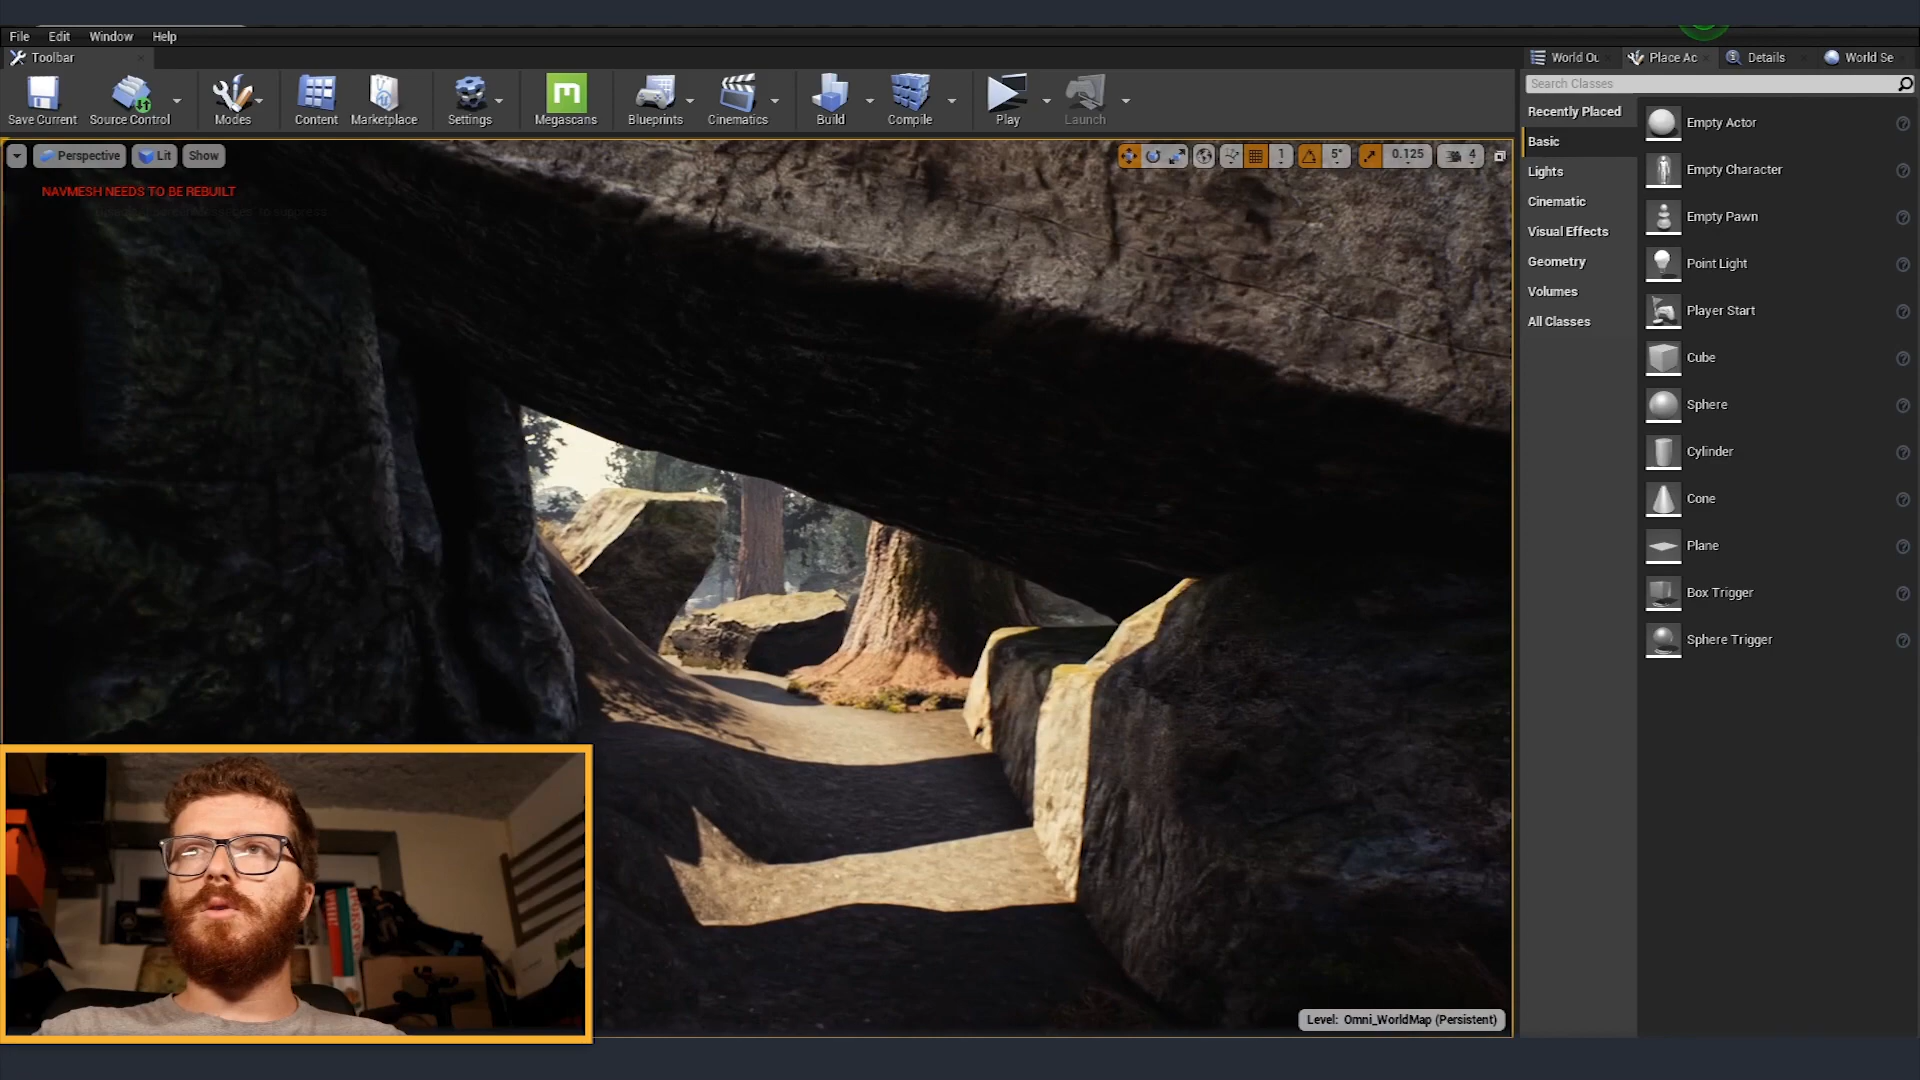 File Edit Window Help
Toolbar
World Ou Place Ac Details World Se
Save Current Source Control Modes Content Marketplace Settings Megascans Blueprints Cinematics Build Compile Play Launch
Search Classes
Perspective Lit Show
1 5° 0.125 4
NAVMESH NEEDS TO BE REBUILT
Recently Placed
Basic
Lights
Cinematic
Visual Effects
Geometry
Volumes
All Classes
Empty Actor
Empty Character
Empty Pawn
Point Light
Player Start
Cube
Sphere
Cylinder
Cone
Plane
Box Trigger
Sphere Trigger
Level: Omni_WorldMap (Persistent)